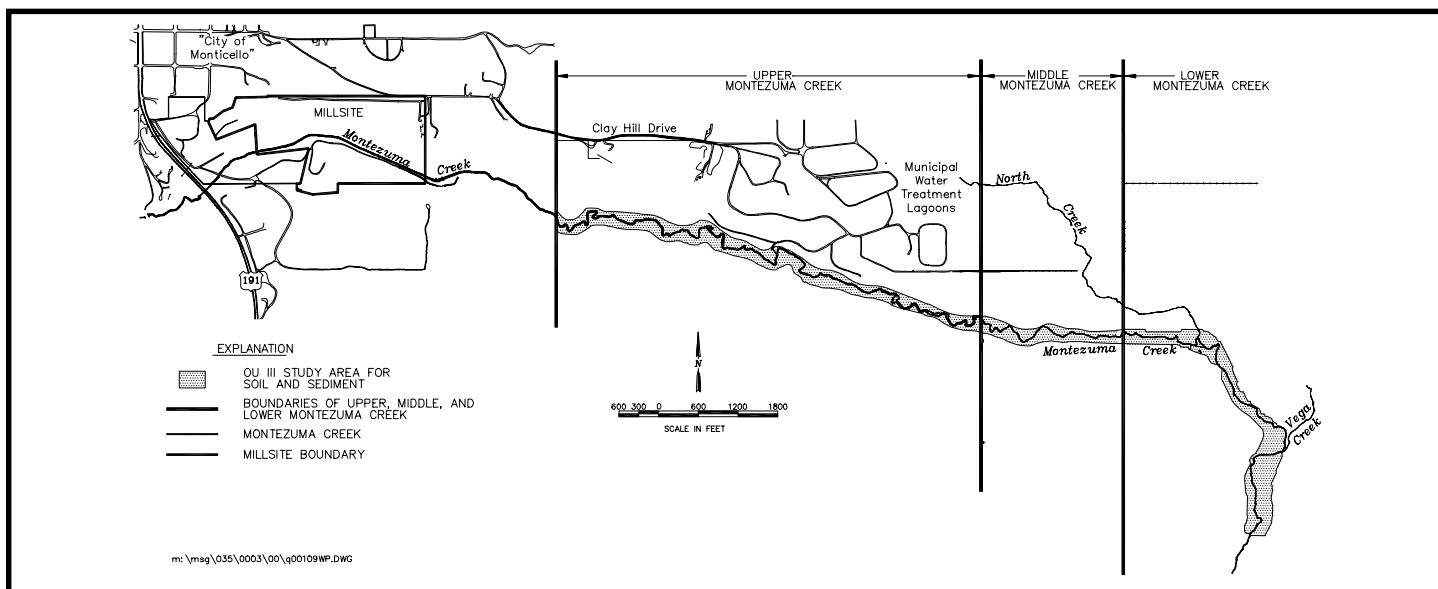 "City of
Monticello"
UPPER
MONTEZUMA CREEK
MIDDLE
MONTEZUMA CREEK
LOWER
MONTEZUMA CREEK
MILLSITE
Montezuma
Creek
Clay Hill Drive
Municipal
Water
Treatment
Lagoons
North
Creek
191
Montezuma
Creek
Vega
Creek
N
EXPLANATION
OU III STUDY AREA FOR
SOIL AND SEDIMENT
BOUNDARIES OF UPPER, MIDDLE, AND
LOWER MONTEZUMA CREEK
MONTEZUMA CREEK
MILLSITE BOUNDARY
600 300 0 600 1200 1800
SCALE IN FEET
m:\msg\035\0003\00\q00109WP.DWG